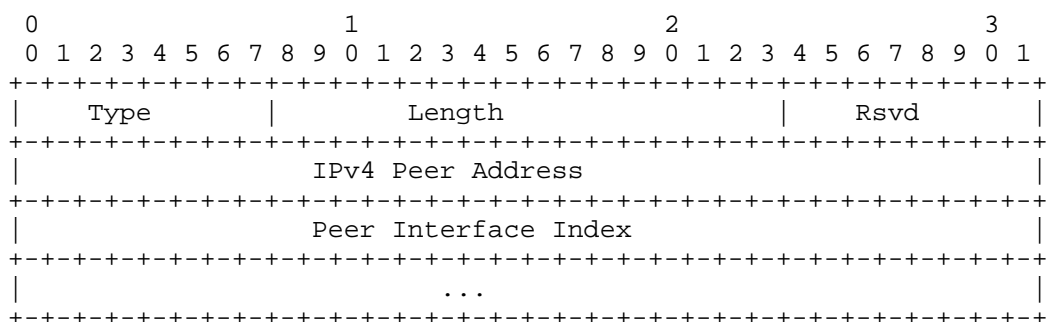 0                   1                   2                   3
 0 1 2 3 4 5 6 7 8 9 0 1 2 3 4 5 6 7 8 9 0 1 2 3 4 5 6 7 8 9 0 1
+-+-+-+-+-+-+-+-+-+-+-+-+-+-+-+-+-+-+-+-+-+-+-+-+-+-+-+-+-+-+-+-+
|    Type       |        Length                 |    Rsvd       |
+-+-+-+-+-+-+-+-+-+-+-+-+-+-+-+-+-+-+-+-+-+-+-+-+-+-+-+-+-+-+-+-+
|                  IPv4 Peer Address                            |
+-+-+-+-+-+-+-+-+-+-+-+-+-+-+-+-+-+-+-+-+-+-+-+-+-+-+-+-+-+-+-+-+
|                  Peer Interface Index                         |
+-+-+-+-+-+-+-+-+-+-+-+-+-+-+-+-+-+-+-+-+-+-+-+-+-+-+-+-+-+-+-+-+
|                          ...                                  |
+-+-+-+-+-+-+-+-+-+-+-+-+-+-+-+-+-+-+-+-+-+-+-+-+-+-+-+-+-+-+-+-+